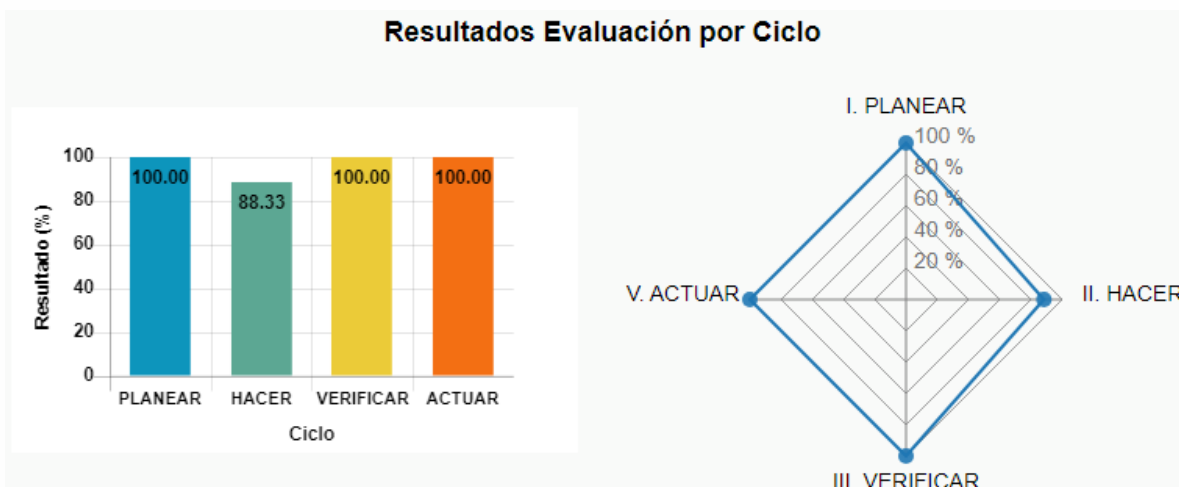 Resultados Evaluación por Ciclo
100
80
60
40
20
0
Resultado (%)
100.00
88.33
100.00
100.00
PLANEAR
HACER
VERIFICAR
ACTUAR
Ciclo
I. PLANEAR
100 %
80 %
60 %
40 %
20 %
V. ACTUAR
II. HACER
III. VERIFICAR